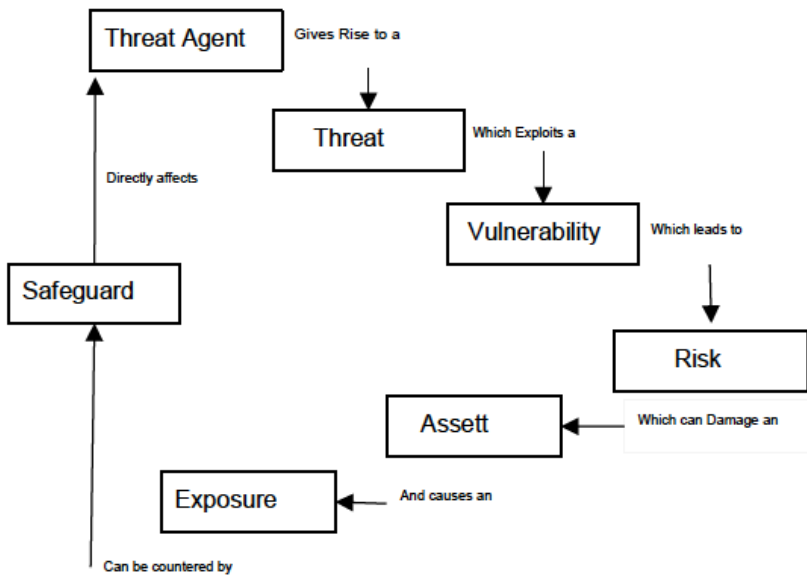 Threat Agent
Gives Rise to a
Threat
Which Exploits a
Vulnerability
Which leads to
Risk
Which can Damage an
Assett
And causes an
Exposure
Can be countered by
Safeguard
Directly affects